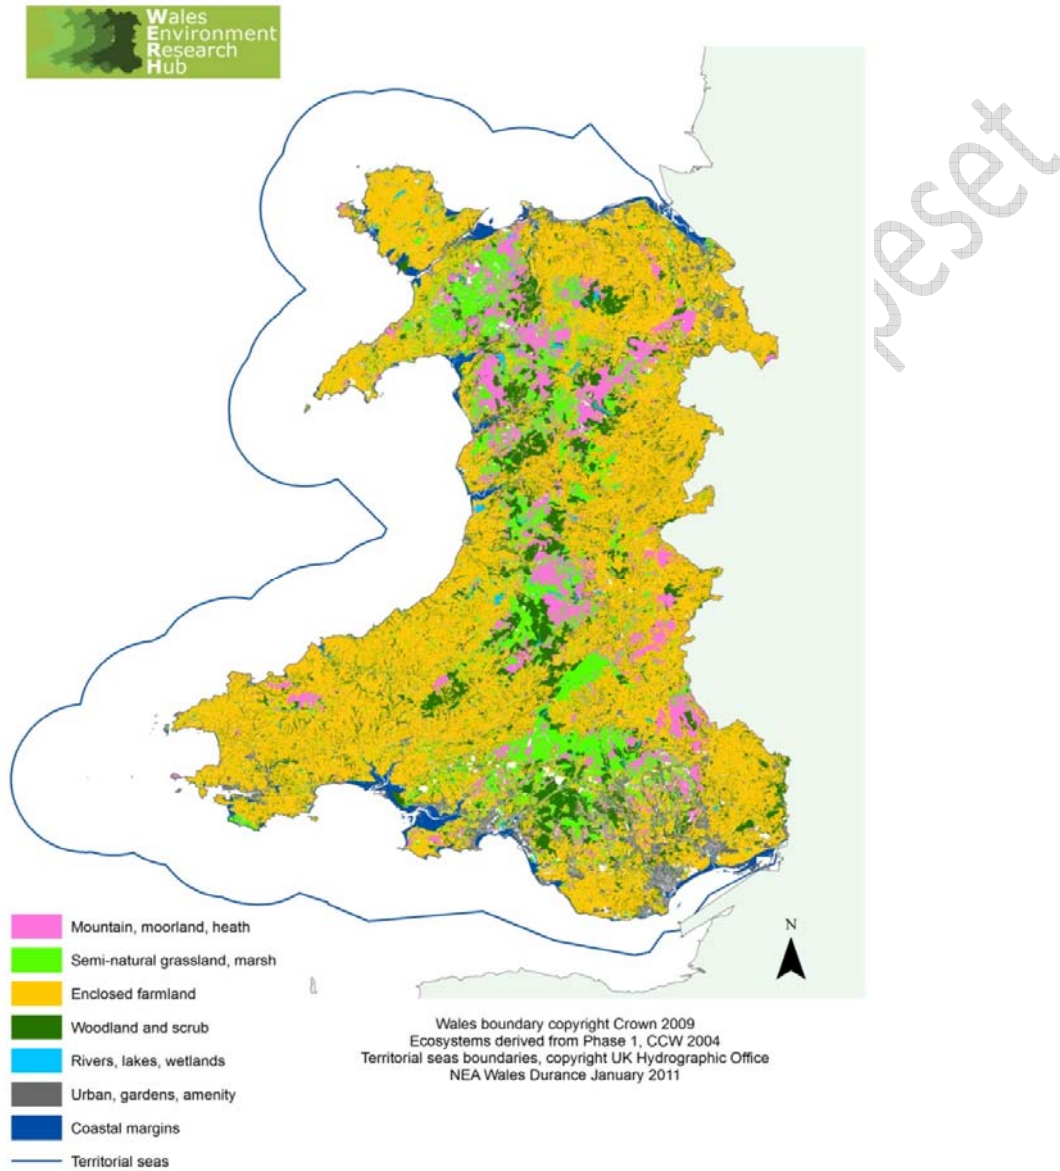 Wales
Environment
Research
Hub
N
Mountain, moorland, heath
Semi-natural grassland, marsh
Enclosed farmland
Woodland and scrub
Rivers, lakes, wetlands
Urban, gardens, amenity
Coastal margins
Territorial seas
Wales boundary copyright Crown 2009
Ecosystems derived from Phase 1, CCW 2004
Territorial seas boundaries, copyright UK Hydrographic Office
NEA Wales Durance January 2011